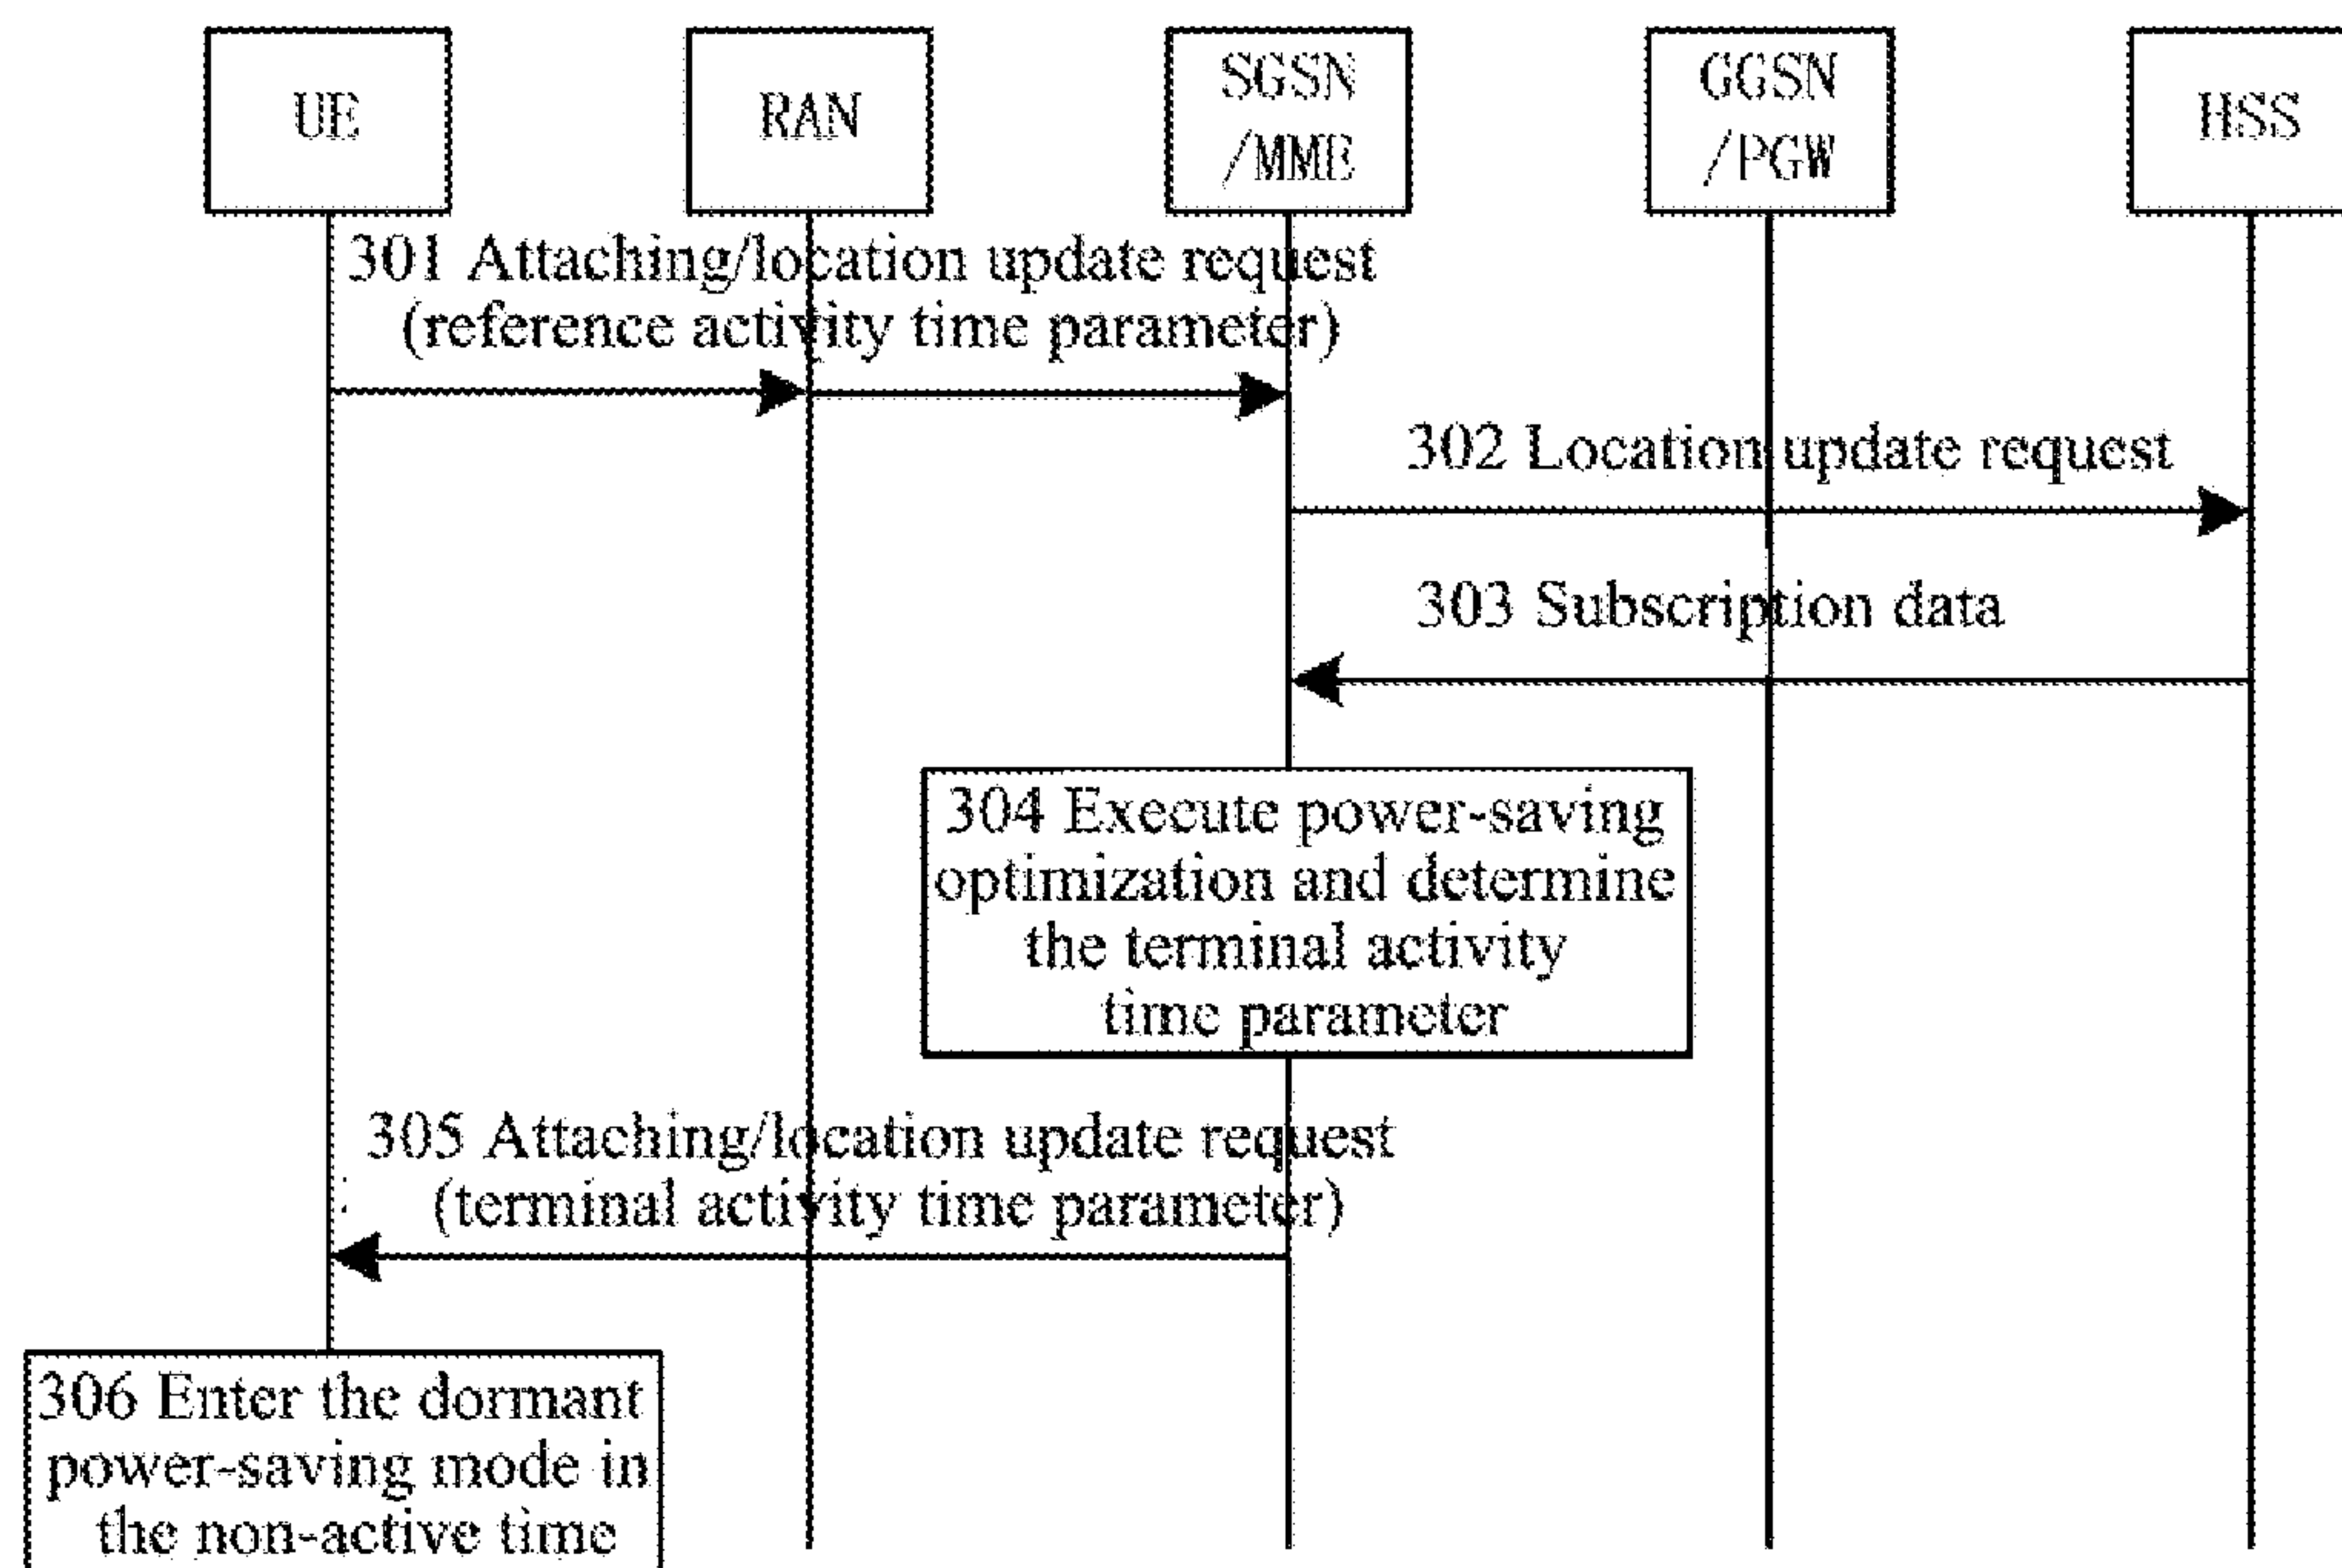 UE
RAN
SGSN
/MME
GGSN
/PGW
HSS
301 Attaching/location update request
(reference activity time parameter)
302 Location update request
303 Subscription data
304 Execute power-saving
optimization and determine
the terminal activity
time parameter
305 Attaching/location update request
(terminal activity time parameter)
306 Enter the dormant
power-saving mode in
the non-active time